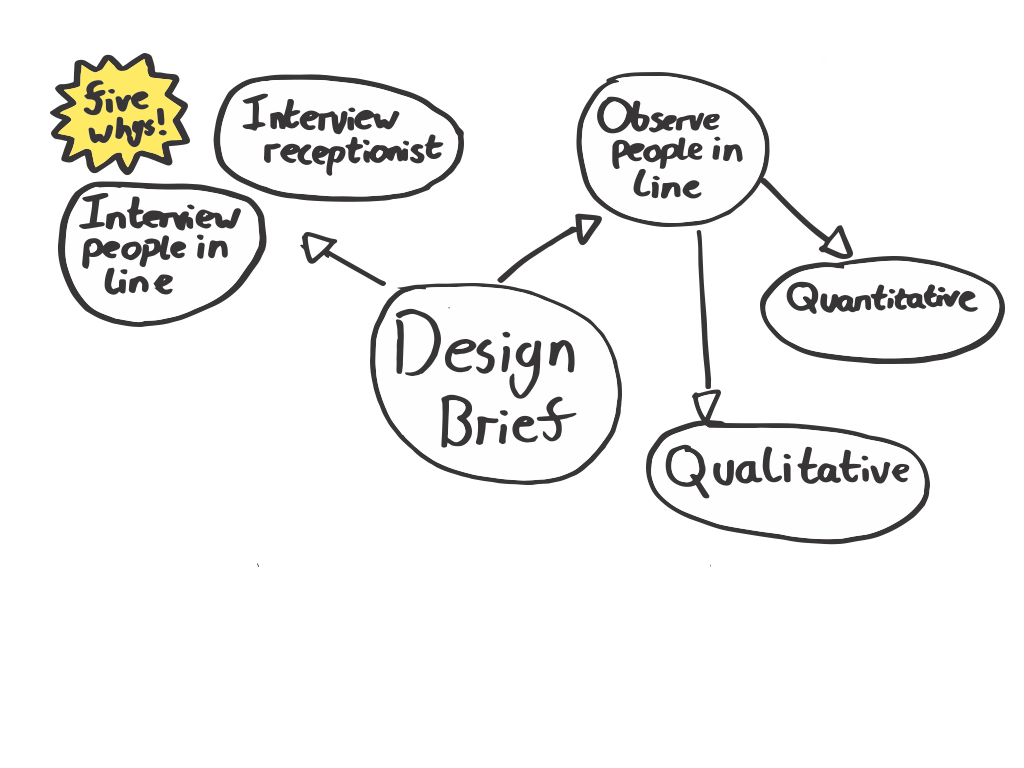 five
whys!
Interview
receptionist
Interview
people in
line
Observe
people in
line
Quantitative
Design
Brief
Qualitative